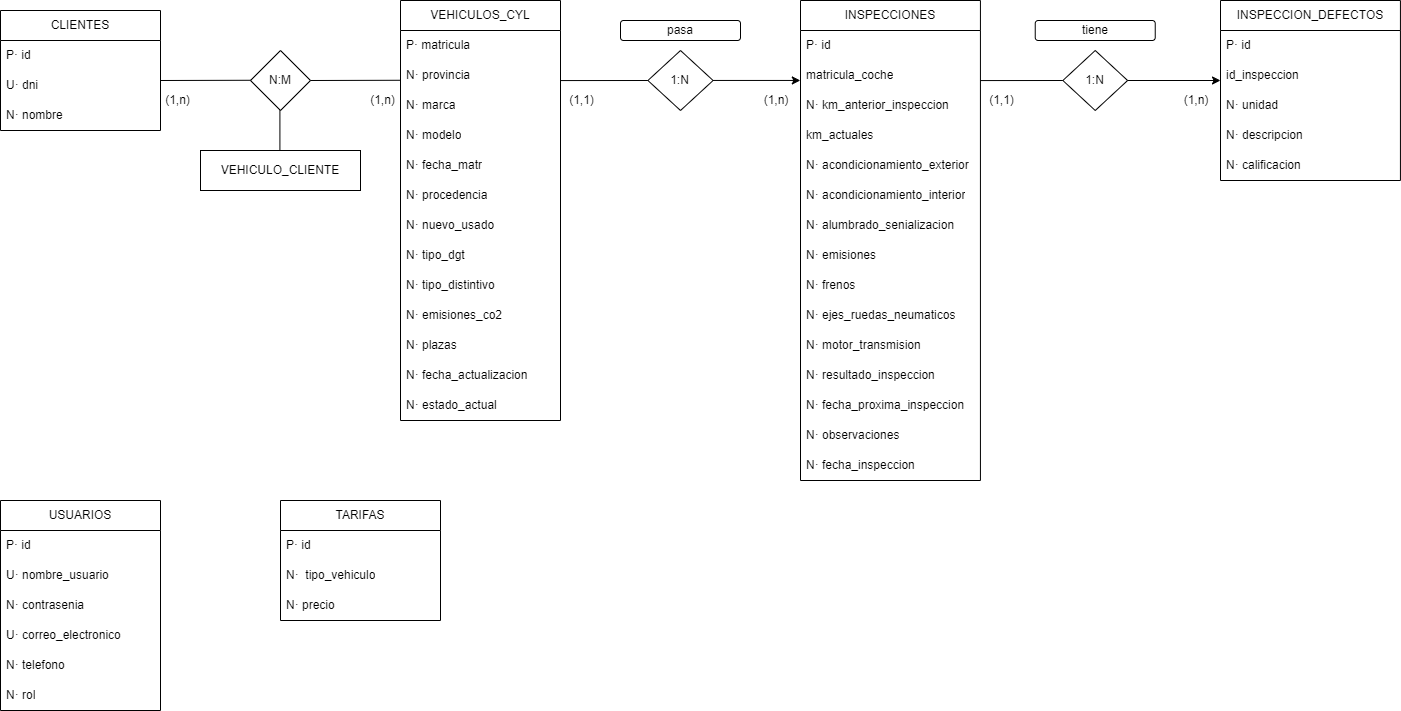 CLIENTES
P· id
U· dni
N· nombre
N:M
(1,n)
(1,n)
VEHICULO_CLIENTE
VEHICULOS_CYL
P· matricula
N· provincia
N· marca
N· modelo
N· fecha_matr
N· procedencia
N· nuevo_usado
N· tipo_dgt
N· tipo_distintivo
N· emisiones_co2
N· plazas
N· fecha_actualizacion
N· estado_actual
pasa
1:N
(1,1)
(1,n)
INSPECCIONES
P· id
matricula_coche
N· km_anterior_inspeccion
km_actuales
N· acondicionamiento_exterior
N· acondicionamiento_interior
N· alumbrado_senializacion
N· emisiones
N· frenos
N· ejes_ruedas_neumaticos
N· motor_transmision
N· resultado_inspeccion
N· fecha_proxima_inspeccion
N· observaciones
N· fecha_inspeccion
tiene
1:N
(1,1)
(1,n)
INSPECCION_DEFECTOS
P· id
id_inspeccion
N· unidad
N· descripcion
N· calificacion
USUARIOS
P· id
U· nombre_usuario
N· contrasenia
U· correo_electronico
N· telefono
N· rol
TARIFAS
P· id
N· tipo_vehiculo
N· precio